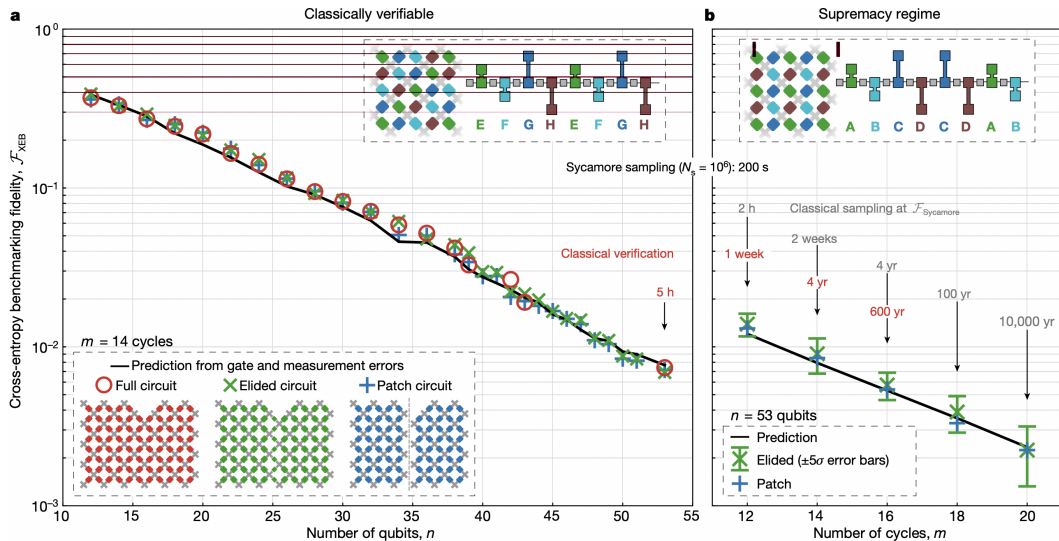 a
Classically verifiable
b
Supremacy regime
Cross-entropy benchmarking fidelity, ℱXEB
10⁰
10⁻¹
10⁻²
10⁻³
E F G H E F G H
A B C D C D A B
Sycamore sampling (Nₛ = 10⁶): 200 s
Classical verification
5 h
m = 14 cycles
Prediction from gate and measurement errors
Full circuit
Elided circuit
Patch circuit
10 15 20 25 30 35 40 45 50 55
Number of qubits, n
Classical sampling at ℱSycamore
2 h
1 week
2 weeks
4 yr
4 yr
600 yr
100 yr
10,000 yr
n = 53 qubits
Prediction
Elided (±5σ error bars)
Patch
12 14 16 18 20
Number of cycles, m